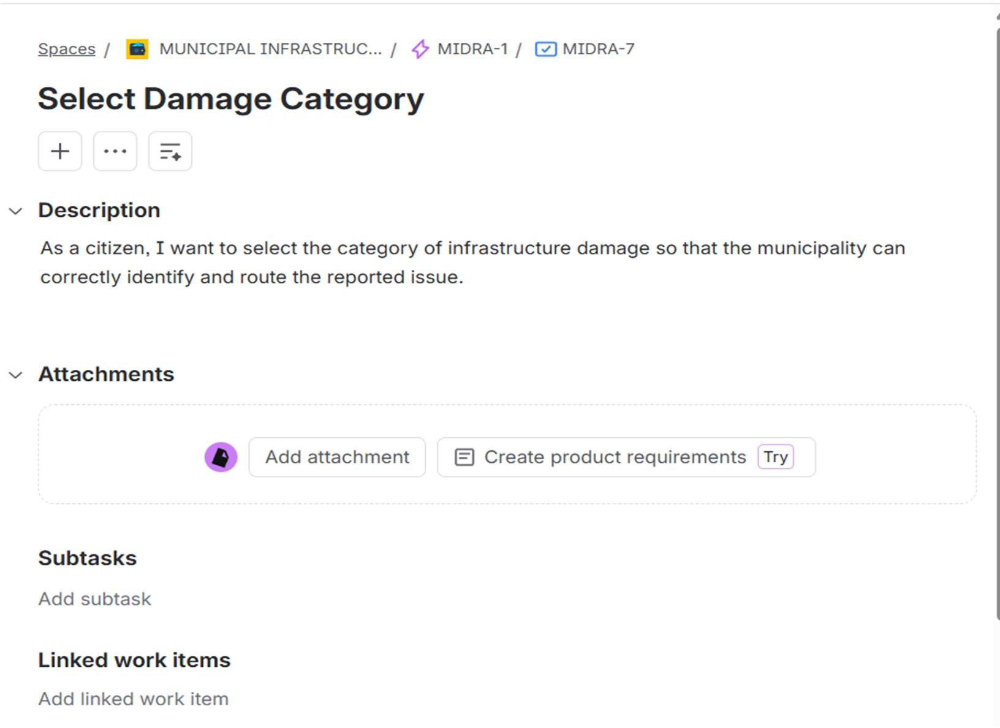 Spaces / MUNICIPAL INFRASTRUC... / MIDRA-1 / MIDRA-7
Select Damage Category
Description
As a citizen, I want to select the category of infrastructure damage so that the municipality can
correctly identify and route the reported issue.
Attachments
Add attachment Create product requirements Try
Subtasks
Add subtask
Linked work items
Add linked work item